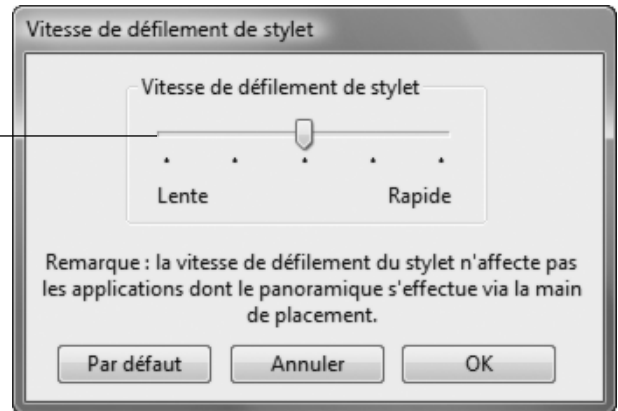 Vitesse de défilement de stylet
Vitesse de défilement de stylet
Lente Rapide
Remarque : la vitesse de défilement du stylet n'affecte pas
les applications dont le panoramique s'effectue via la main
de placement.
Par défaut Annuler OK